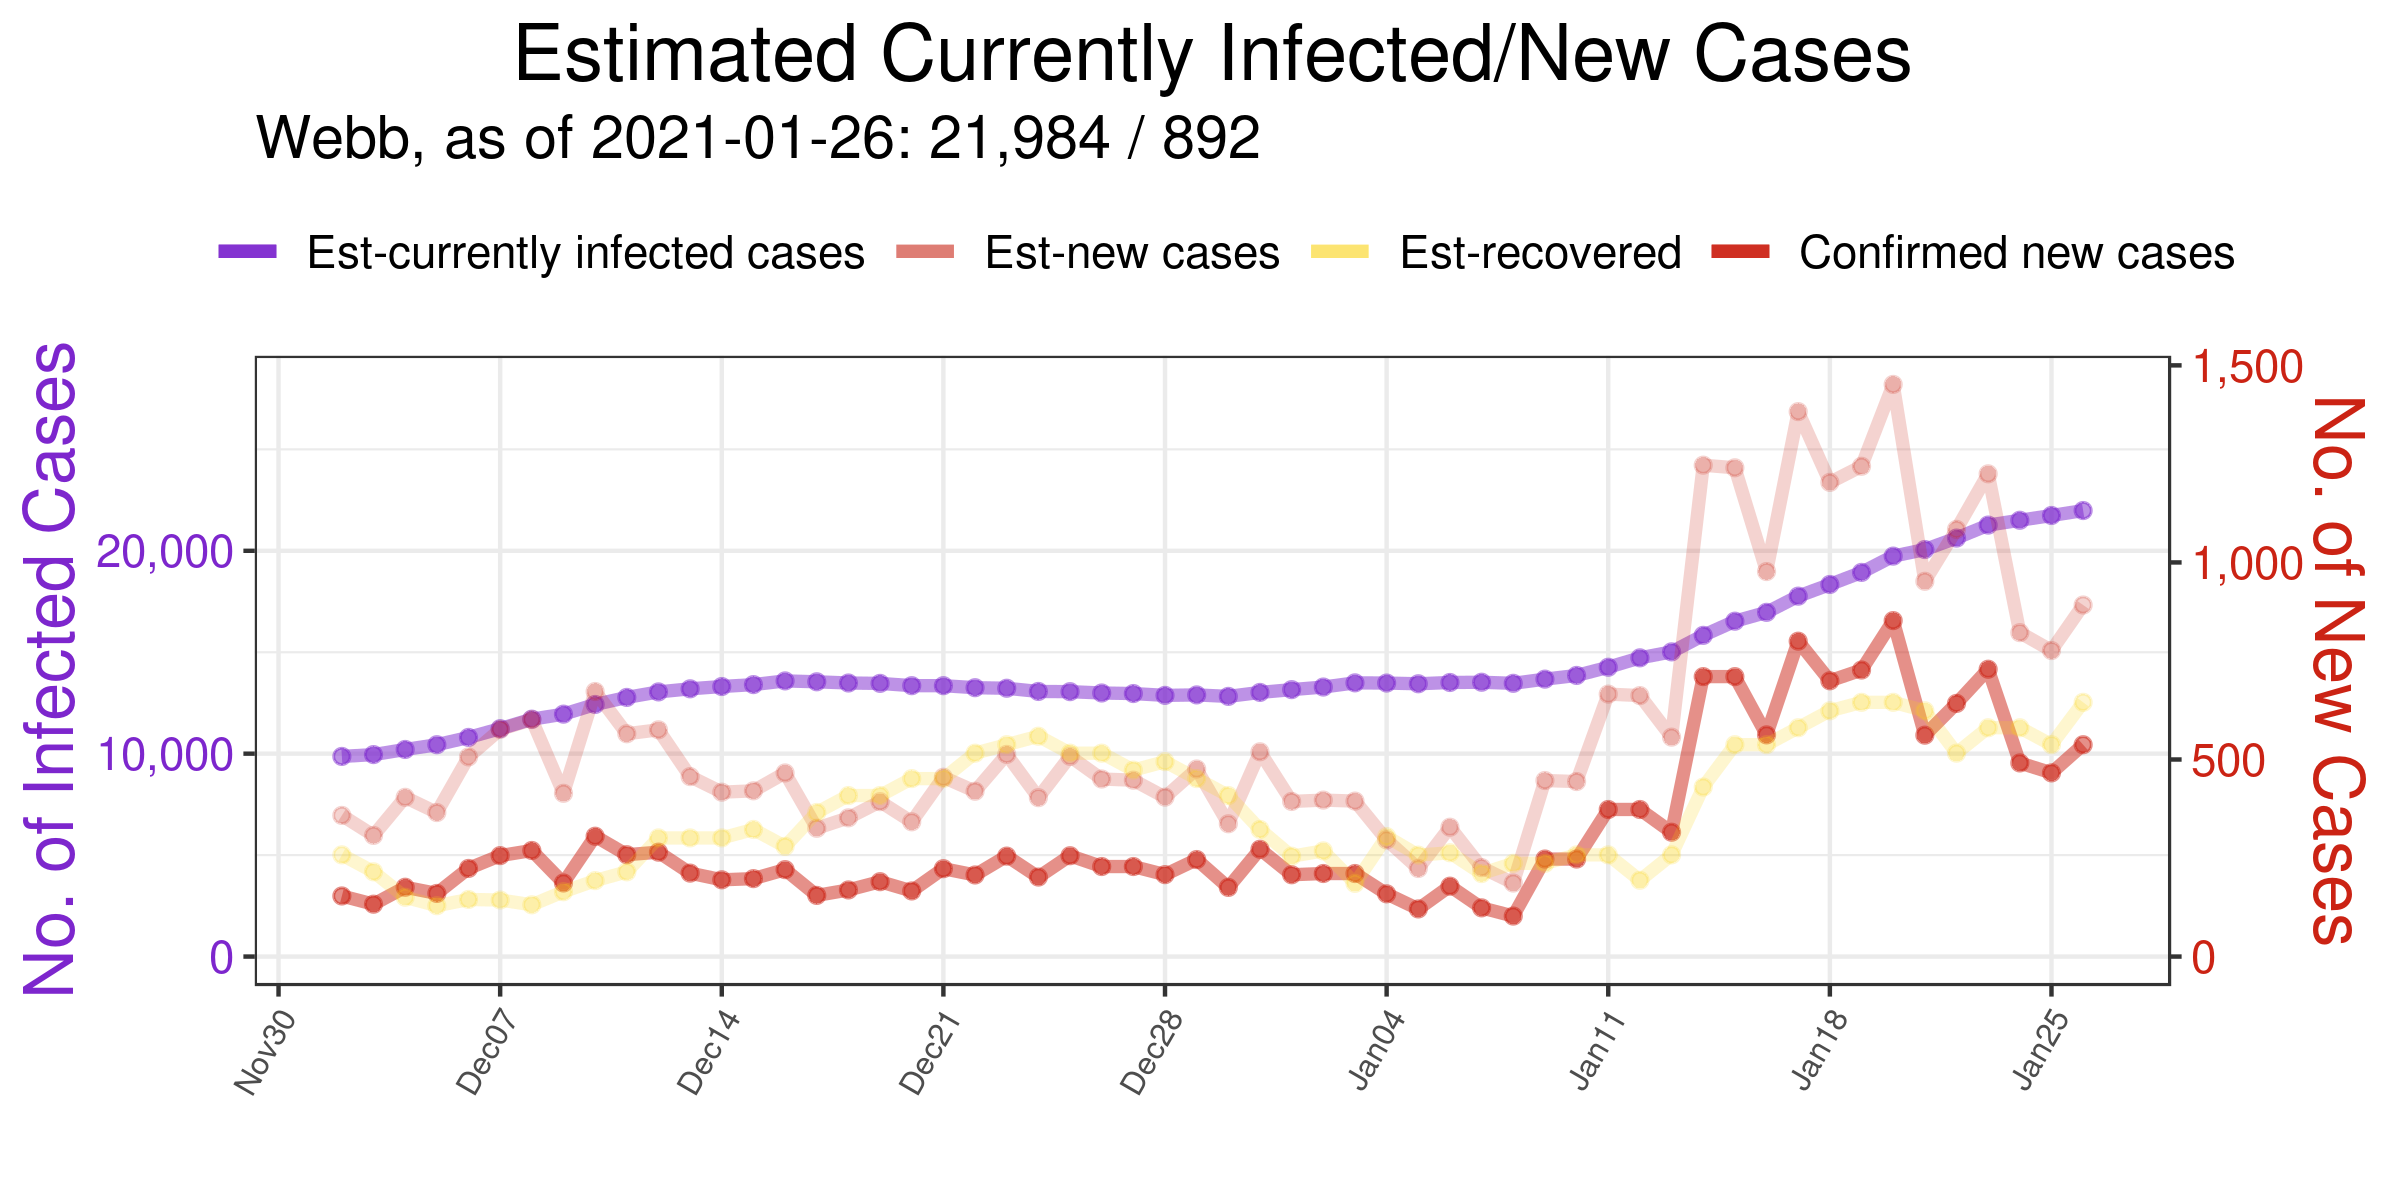 Estimated Currently Infected/New Cases
Webb, as of 2021-01-26: 21,984 / 892
Est-currently infected cases
Est-new cases
Est-recovered
Confirmed new cases
No. of Infected Cases
20,000
10,000
0
1,500
1,000
500
0
No. of New Cases
Nov30
Dec07
Dec14
Dec21
Dec28
Jan04
Jan11
Jan18
Jan25